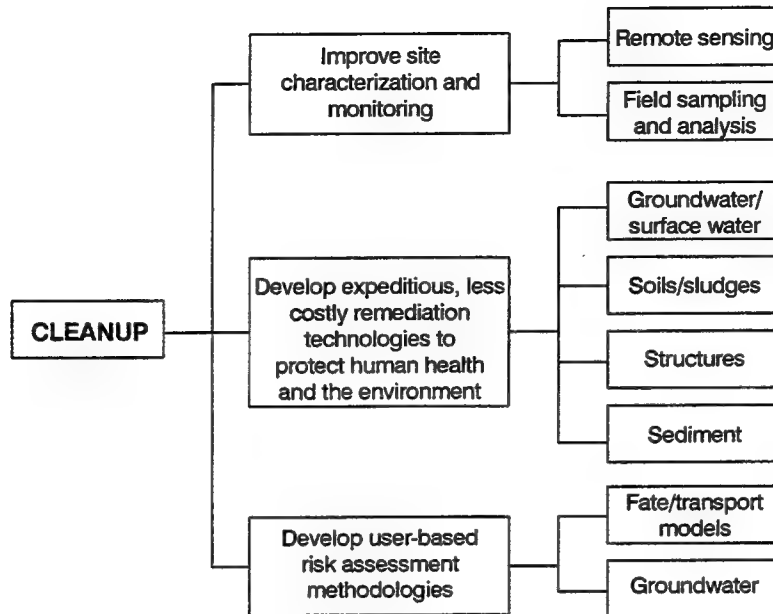 CLEANUP
Improve site
characterization and
monitoring
Remote sensing
Field sampling
and analysis
Develop expeditious, less
costly remediation
technologies to
protect human health
and the environment
Groundwater/
surface water
Soils/sludges
Structures
Sediment
Develop user-based
risk assessment
methodologies
Fate/transport
models
Groundwater